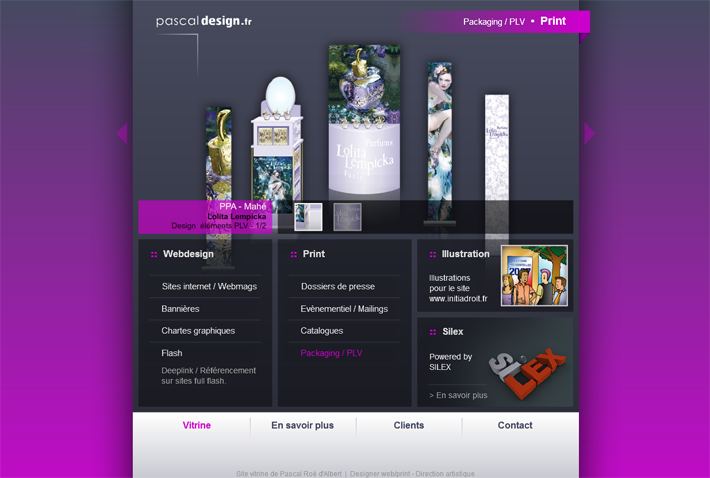 pascaldesign.fr
Packaging / PLV • Print
Parfums
Lolita
Lempicka
Paris
PPA - Mahé
Lolita Lempicka
Design éléments PLV - 1/2
:: Webdesign
Sites internet / Webmags
Bannières
Chartes graphiques
Flash
Deeplink / Référencement
sur sites full flash.
:: Print
Dossiers de presse
Evènementiel / Mailings
Catalogues
Packaging / PLV
:: Illustration
Illustrations
pour le site
www.initiadroit.fr
:: Silex
Powered by
SILEX
> En savoir plus
SILEX
Vitrine
En savoir plus
Clients
Contact
Site vitrine de Pascal Roé d'Albert | Designer web/print - Direction artistique